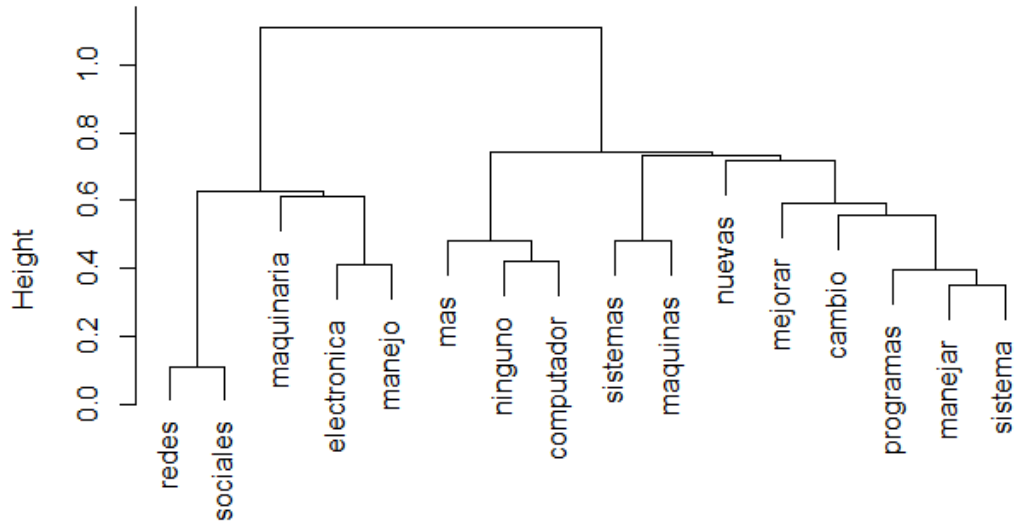 Height
1.0
0.8
0.6
0.4
0.2
0.0
redes
sociales
maquinaria
electronica
manejo
mas
ninguno
computador
sistemas
maquinas
nuevas
mejorar
cambio
programas
manejar
sistema